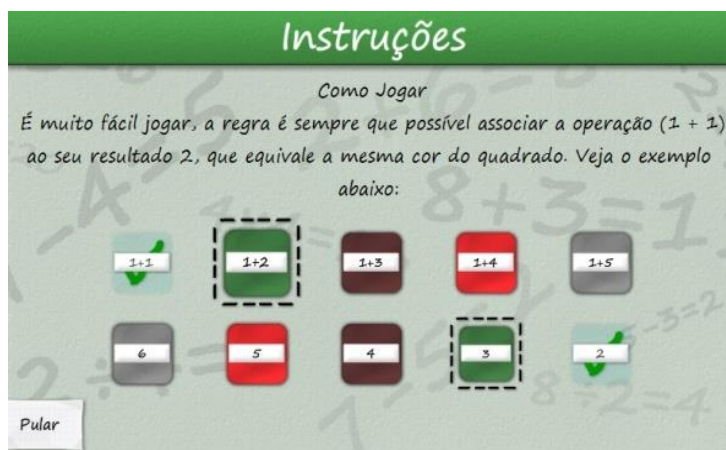 Instruções
Como Jogar
É muito fácil jogar, a regra é sempre que possível associar a operação (1 + 1)
ao seu resultado 2, que equivale a mesma cor do quadrado. Veja o exemplo
abaixo:
1+1 1+2 1+3 1+4 1+5
6 5 4 3 2
Pular